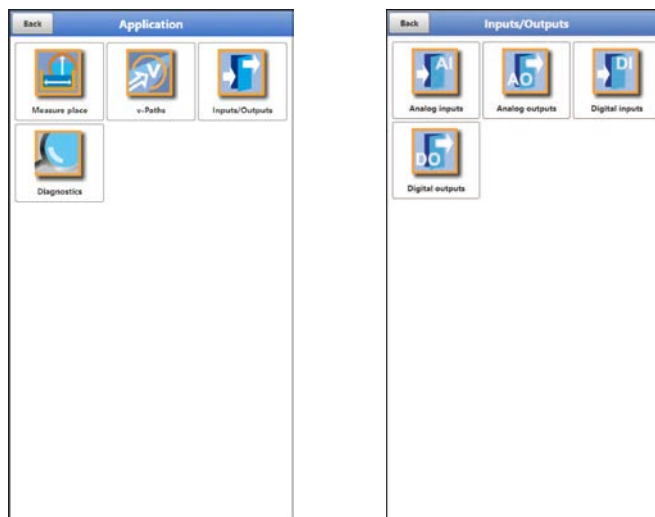 Back
Application
Measure place
v-Paths
Inputs/Outputs
Diagnostics
V
Back
Inputs/Outputs
AI
AO
DI
Analog inputs
Analog outputs
Digital inputs
DO
Digital outputs